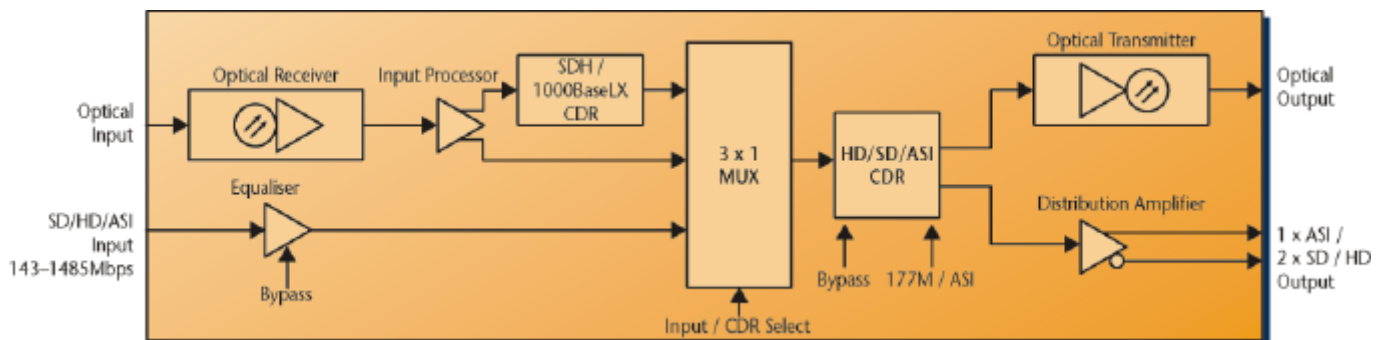 Optical Transmitter
Optical Receiver
Input Processor
SDH /
1000BaseLX
CDR
Optical
Input
Optical
Output
3 x 1
MUX
HD/SD/ASI
CDR
Equaliser
Distribution Amplifier
SD/HD/ASI
Input
143–1485Mbps
Bypass
Bypass
177M / ASI
1 x ASI /
2 x SD / HD
Output
Input / CDR Select